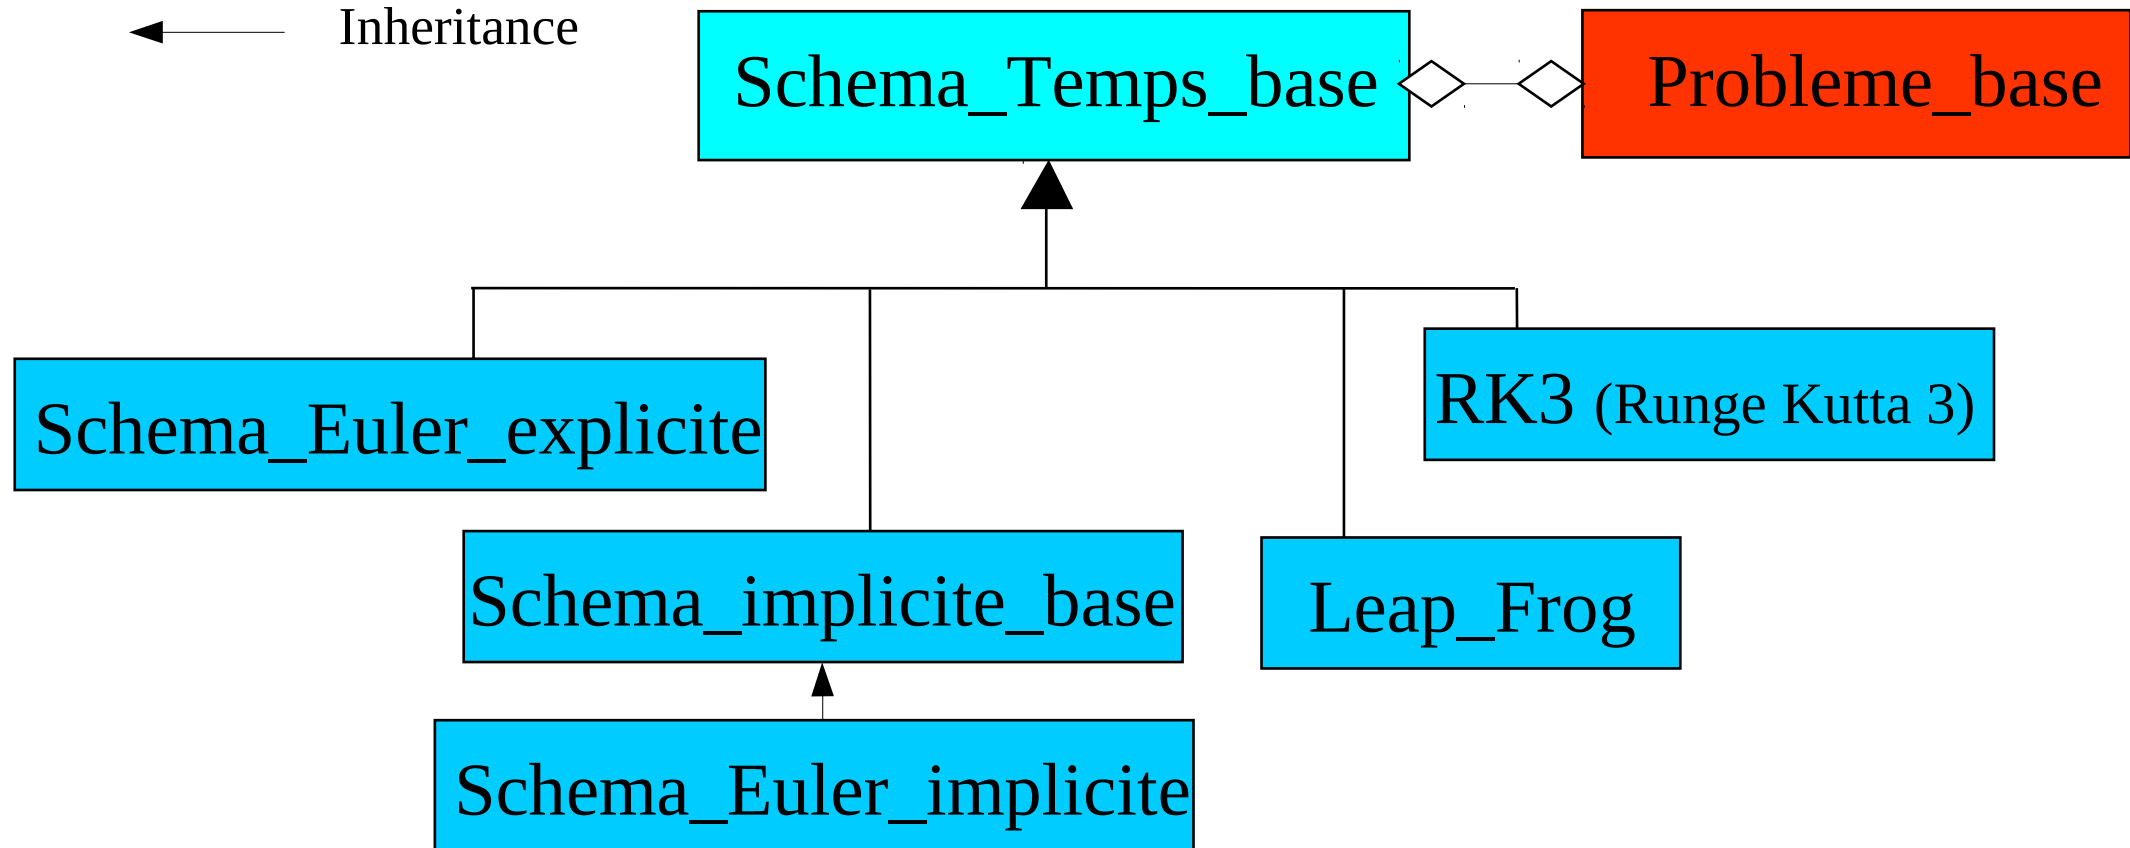 Inheritance
Schema_Temps_base
Probleme_base
Schema_Euler_explicite
RK3 (Runge Kutta 3)
Schema_implicite_base
Leap_Frog
Schema_Euler_implicite